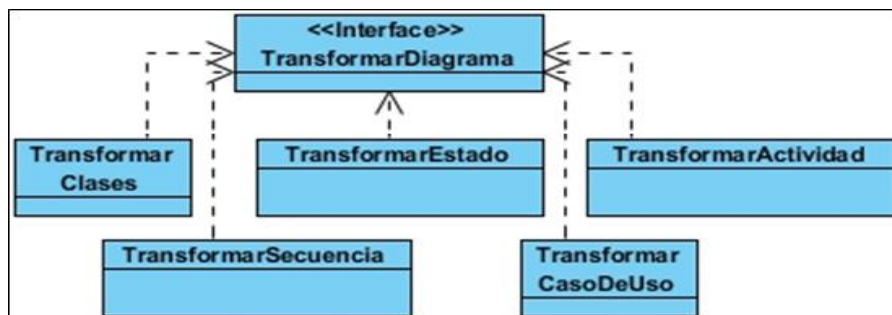 <<Interface>>
TransformarDiagrama
Transformar
Clases
TransformarEstado
TransformarActividad
TransformarSecuencia
Transformar
CasoDeUso